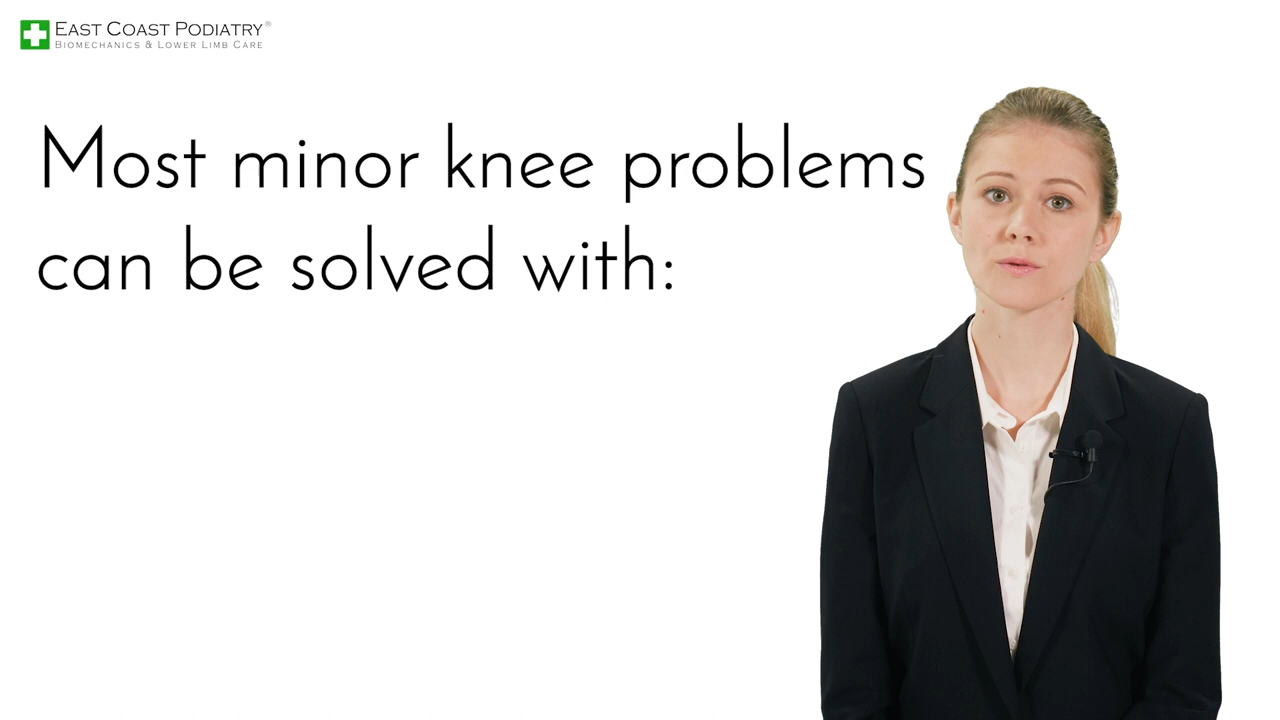 EAST COAST PODIATRY®
BIOMECHANICS & LOWER LIMB CARE
Most minor knee problems
can be solved with: